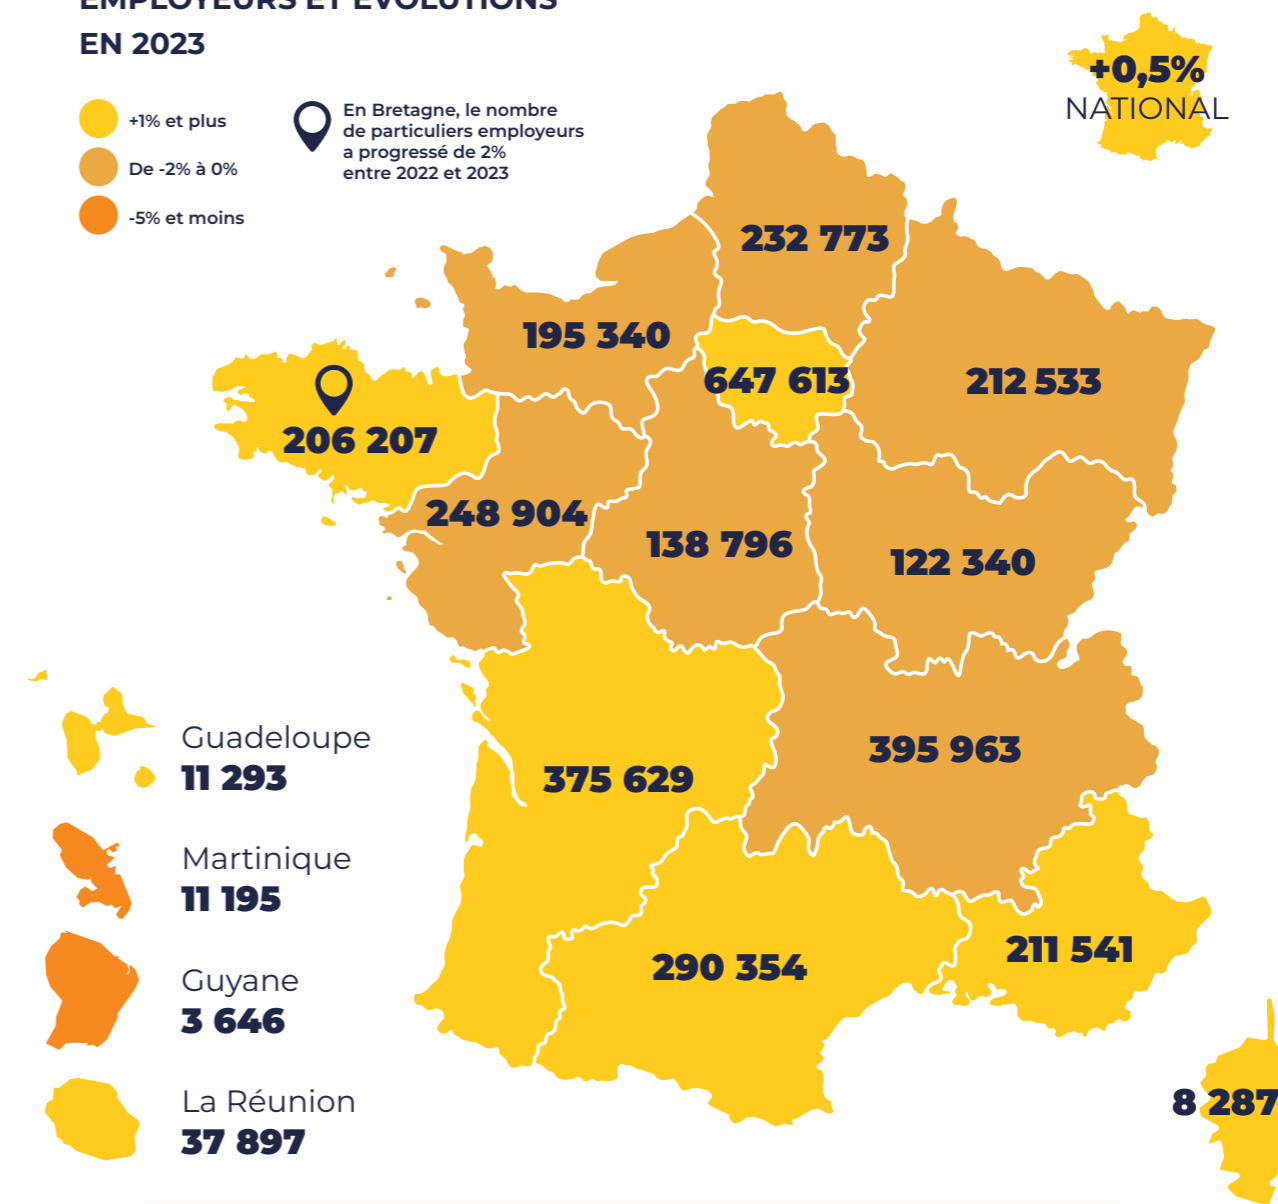 EMPLOYEURS ET ÉVOLUTIONS
EN 2023
+1% et plus
De -2% à 0%
-5% et moins
En Bretagne, le nombre
de particuliers employeurs
a progressé de 2%
entre 2022 et 2023
+0,5%
NATIONAL
232 773
195 340
647 613
212 533
206 207
248 904
138 796
122 340
395 963
375 629
290 354
211 541
8 287
Guadeloupe
11 293
Martinique
11 195
Guyane
3 646
La Réunion
37 897